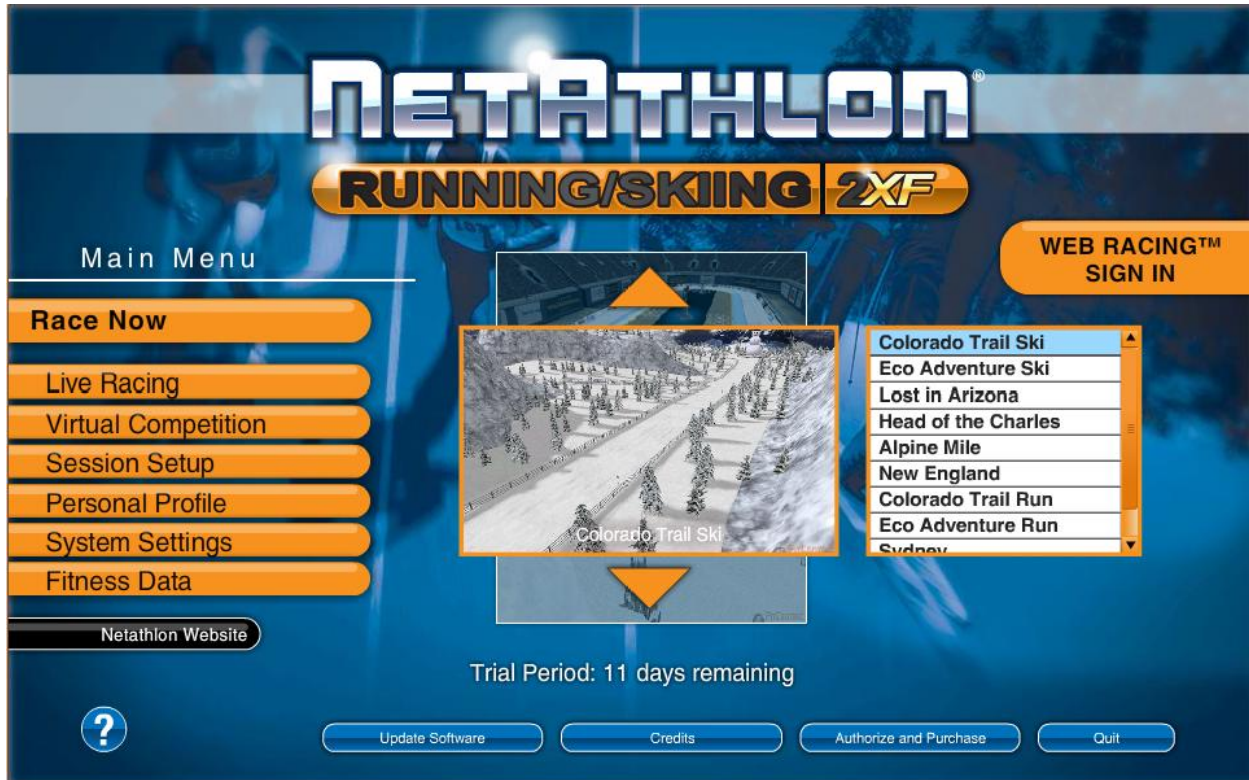 NETATHLON®
RUNNING/SKIING 2XF
Main Menu
WEB RACING™
SIGN IN
Race Now
Live Racing
Virtual Competition
Session Setup
Personal Profile
System Settings
Fitness Data
Netathlon Website
Colorado Trail Ski
Colorado Trail Ski
Eco Adventure Ski
Lost in Arizona
Head of the Charles
Alpine Mile
New England
Colorado Trail Run
Eco Adventure Run
Sydney
Trial Period: 11 days remaining
?
Update Software
Credits
Authorize and Purchase
Quit